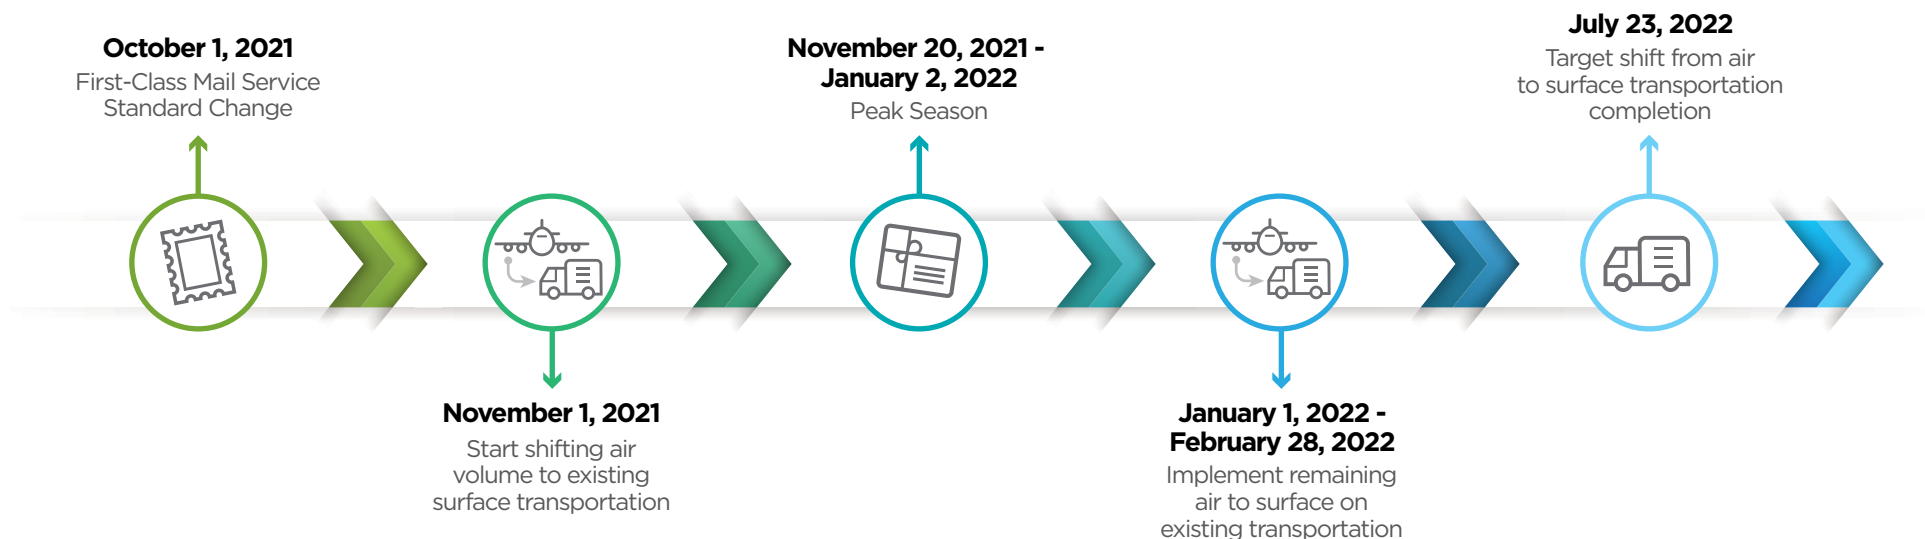 October 1, 2021
First-Class Mail Service
Standard Change
November 1, 2021
Start shifting air
volume to existing
surface transportation
November 20, 2021 -
January 2, 2022
Peak Season
January 1, 2022 -
February 28, 2022
Implement remaining
air to surface on
existing transportation
July 23, 2022
Target shift from air
to surface transportation
completion